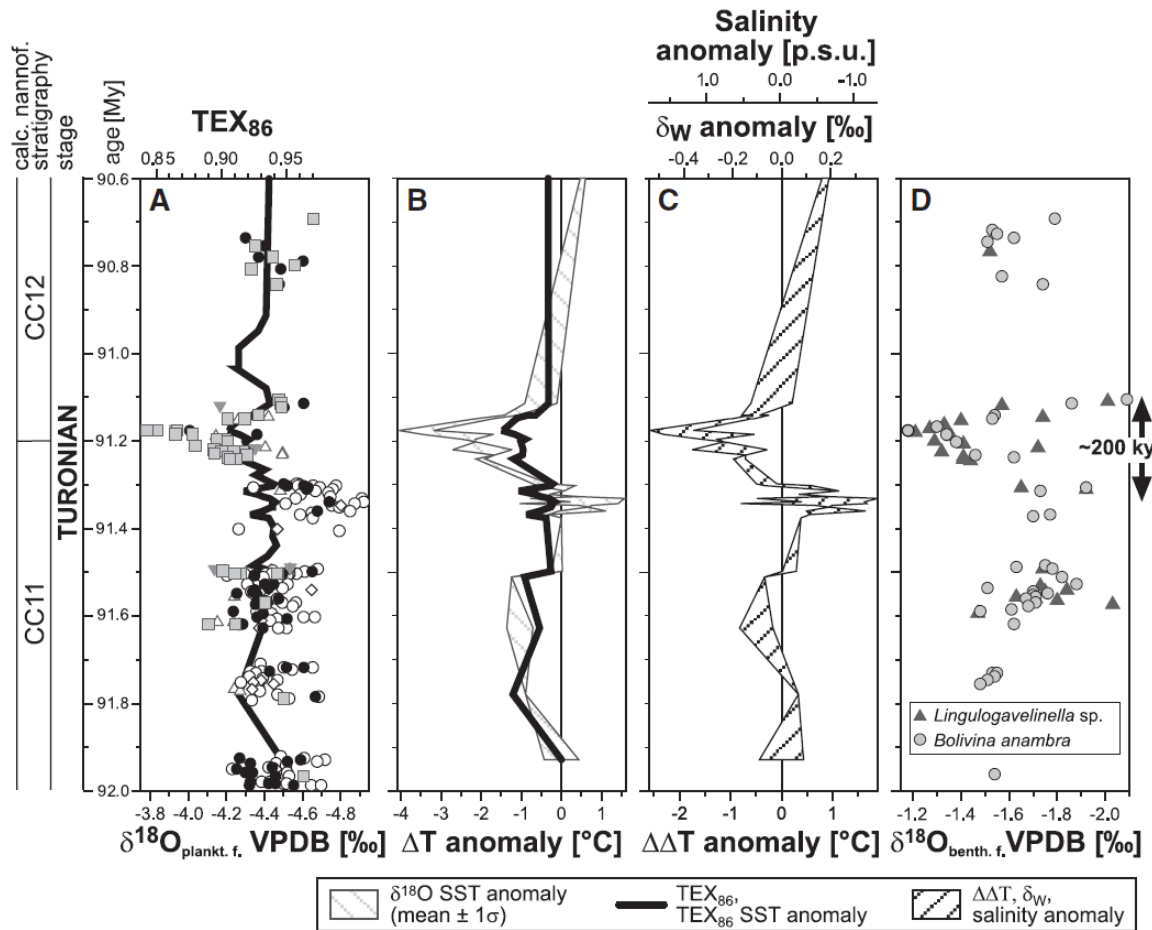 Salinity
anomaly [p.s.u.]
1.0 0.0 -1.0
calc. nannof.
stratigraphy
stage
age [My]
TEX86
0.85 0.90 0.95
δW anomaly [‰]
-0.4 -0.2 0.0 0.2
90.6
90.8
91.0
91.2
91.4
91.6
91.8
92.0
CC12
CC11
TURONIAN
A
B
C
D
~200 ky
Lingulogavelinella sp.
Bolivina anambra
-3.8 -4.0 -4.2 -4.4 -4.6 -4.8
δ18Oplankt. f. VPDB [‰]
-4 -3 -2 -1 0 1
ΔT anomaly [°C]
-2 -1 0 1
ΔΔT anomaly [°C]
-1.2 -1.4 -1.6 -1.8 -2.0
δ18Obenth. f. VPDB [‰]
δ18O SST anomaly
(mean ± 1σ)
TEX86,
TEX86 SST anomaly
ΔΔT, δW,
salinity anomaly